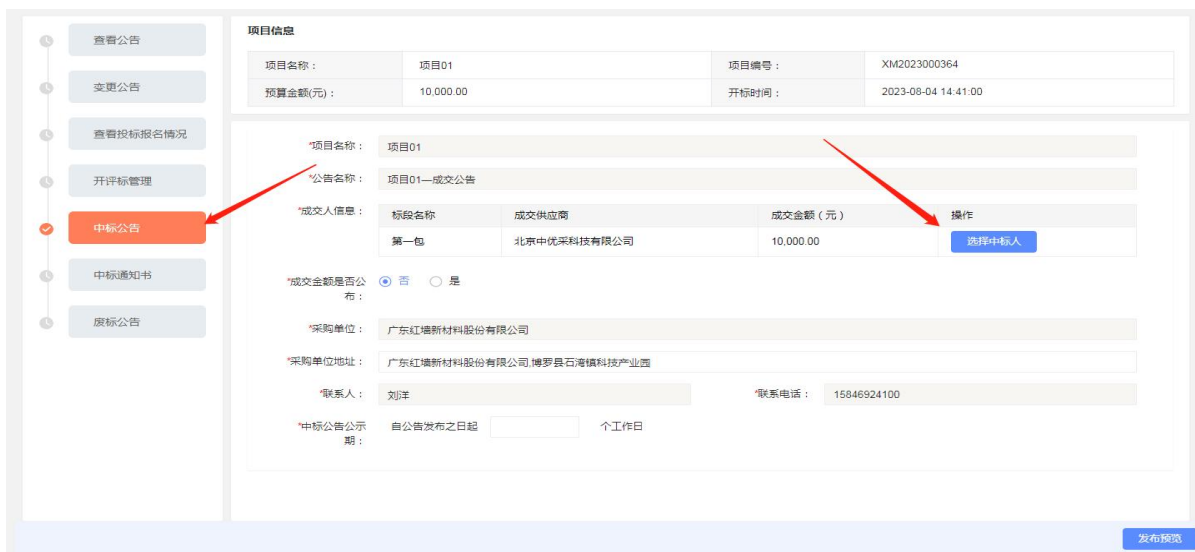 查看公告
变更公告
查看投标报名情况
开评标管理
中标公告
中标通知书
废标公告
项目信息
项目名称： 项目01 项目编号： XM2023000364
预算金额(元)： 10,000.00 开标时间： 2023-08-04 14:41:00
*项目名称： 项目01
*公告名称： 项目01—成交公告
*成交人信息： 标段名称 成交供应商 成交金额（元） 操作
第一包 北京中优采科技有限公司 10,000.00 选择中标人
*成交金额是否公 否 是
布：
*采购单位： 广东红墙新材料股份有限公司
*采购单位地址： 广东红墙新材料股份有限公司,博罗县石湾镇科技产业园
*联系人： 刘洋 *联系电话： 15846924100
*中标公告公示 自公告发布之日起 个工作日
期：
发布预览